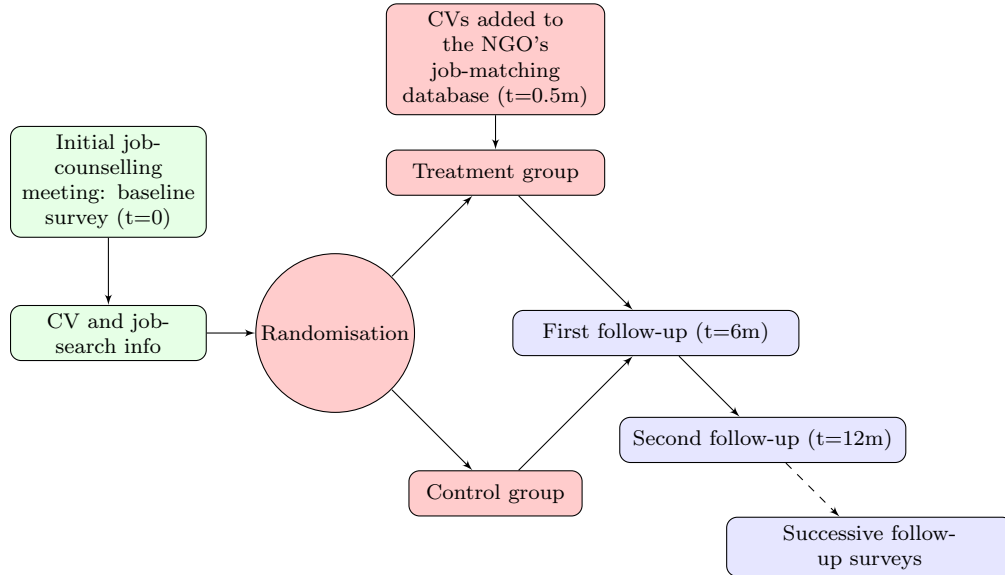 CVs added to
the NGO's
job-matching
database (t=0.5m)
Initial job-
counselling
meeting: baseline
survey (t=0)
Treatment group
CV and job-
search info
Randomisation
First follow-up (t=6m)
Second follow-up (t=12m)
Control group
Successive follow-
up surveys